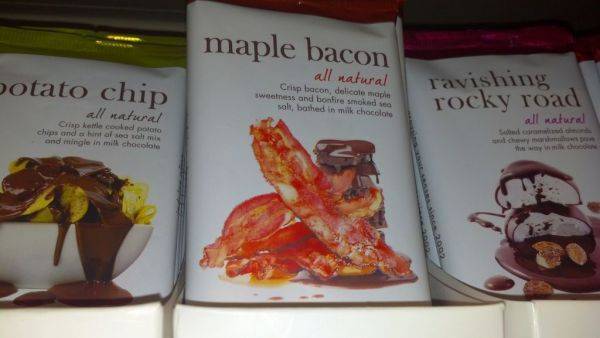 potato chip
all natural
Crisp kettle cooked potato
chips and a hint of sea salt mix
and mingle in milk chocolate
maple bacon
all natural
Crisp bacon, delicate maple
sweetness and bonfire smoked sea
salt, bathed in milk chocolate
ravishing
rocky road
all natural
Salted caramelized almonds
and chewy marshmallows pave
the way in milk chocolate
since 2002